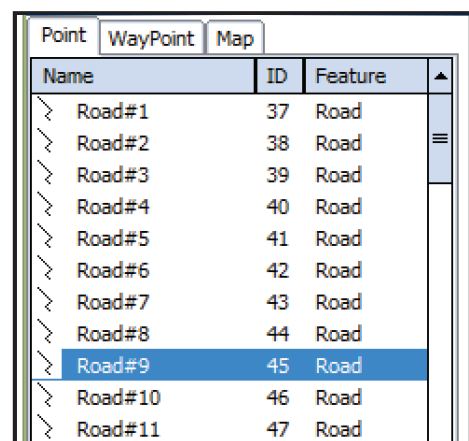 Point WayPoint Map
Name ID Feature
Road#1 37 Road
Road#2 38 Road
Road#3 39 Road
Road#4 40 Road
Road#5 41 Road
Road#6 42 Road
Road#7 43 Road
Road#8 44 Road
Road#9 45 Road
Road#10 46 Road
Road#11 47 Road